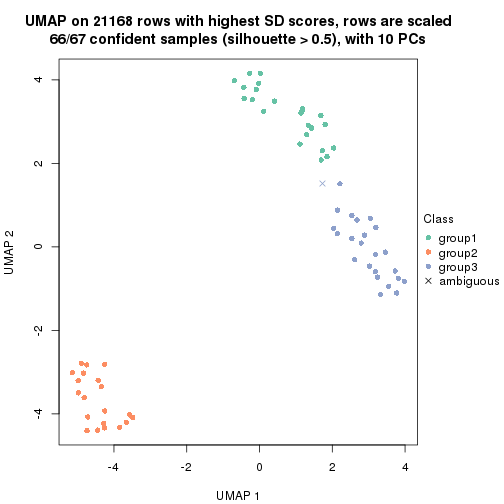 UMAP on 21168 rows with highest SD scores, rows are scaled
66/67 confident samples (silhouette > 0.5), with 10 PCs
4
2
0
-2
-4
UMAP 2
-4
-2
0
2
4
UMAP 1
Class
group1
group2
group3
ambiguous